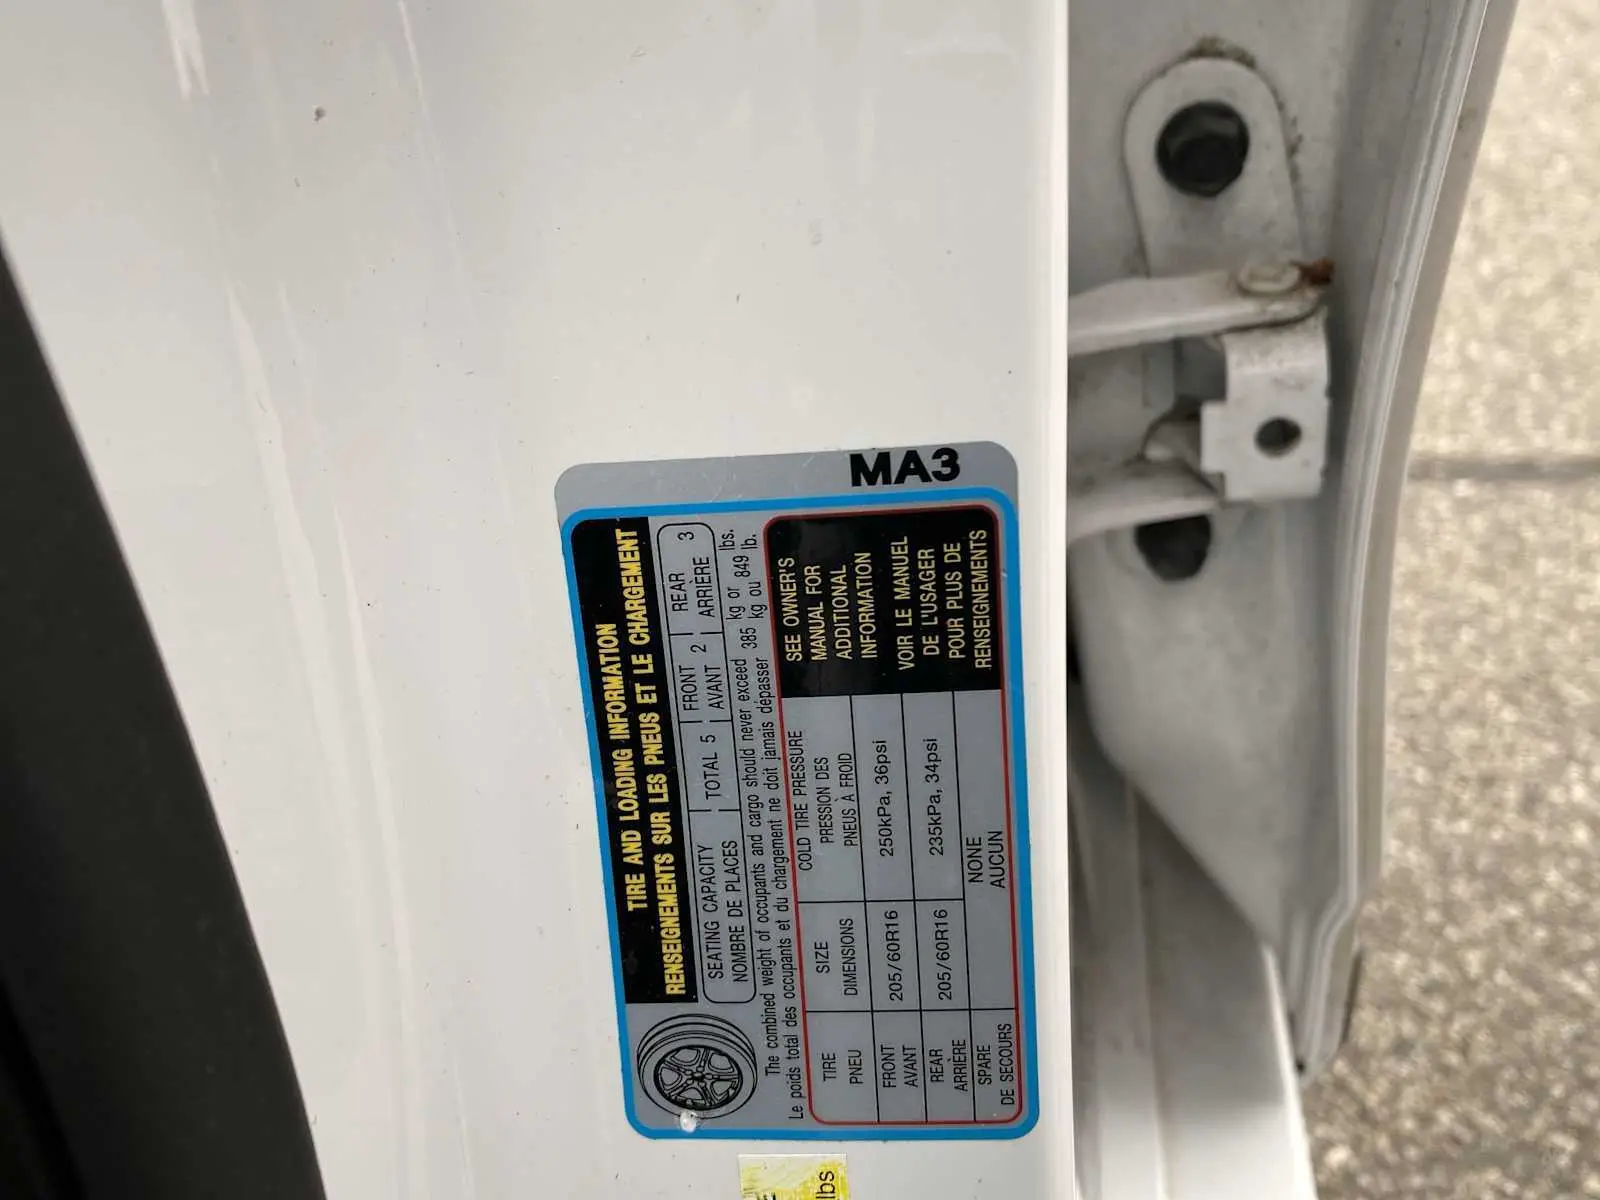 MA3
TIRE AND LOADING INFORMATION
RENSEIGNEMENTS SUR LES PNEUS ET LE CHARGEMENT
SEATING CAPACITY TOTAL 5 FRONT 2 REAR 3
NOMBRE DE PLACES AVANT ARRIÈRE
The combined weight of occupants and cargo should never exceed 385 kg or 849 lbs.
Le poids total des occupants et du chargement ne doit jamais dépasser kg ou lb.
TIRE SIZE COLD TIRE PRESSURE
PNEU DIMENSIONS PRESSION DES
PNEUS À FROID
FRONT 205/60R16 250kPa, 36psi
AVANT
REAR 205/60R16 235kPa, 34psi
ARRIÈRE
SPARE NONE
DE SECOURS AUCUN
SEE OWNER'S
MANUAL FOR
ADDITIONAL
INFORMATION
VOIR LE MANUEL
DE L'USAGER
POUR PLUS DE
RENSEIGNEMENTS
lbs